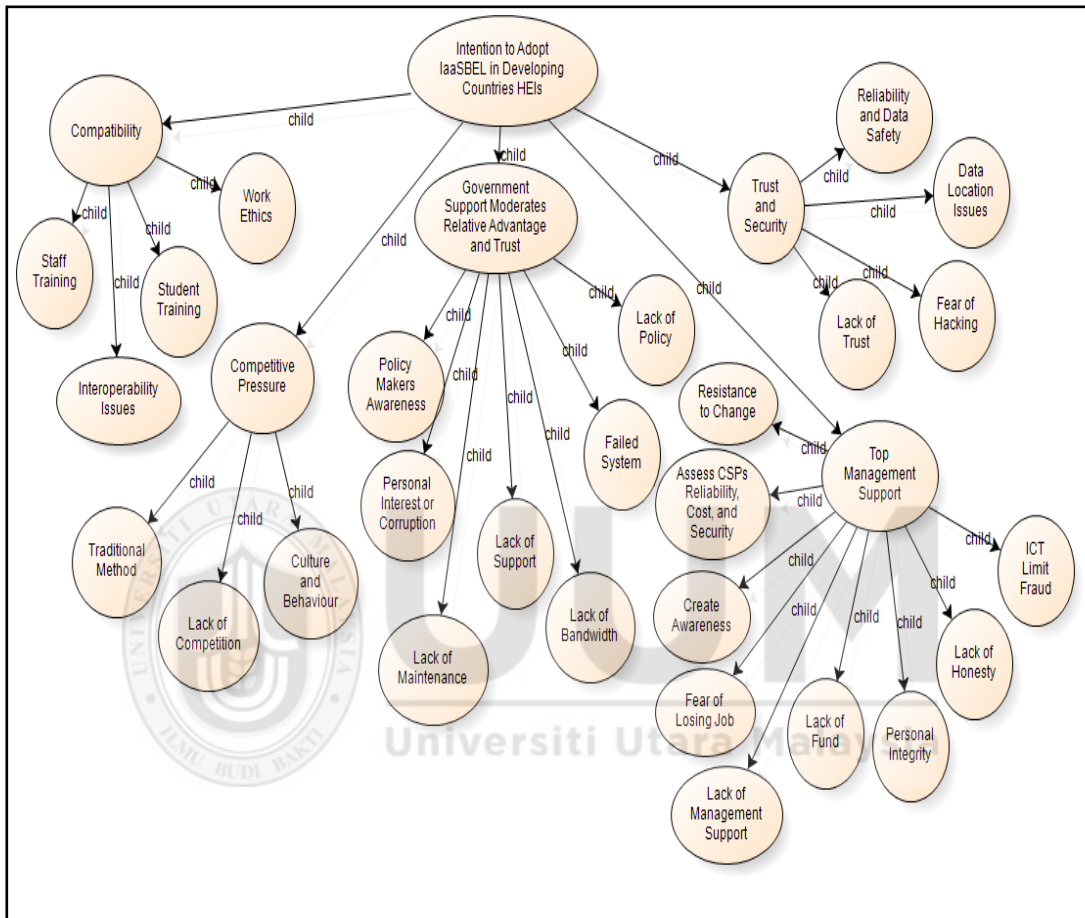 Intention to Adopt
IaaSBEL in Developing
Countries HEIs
Compatibility
child
child
child
child
child
Work
Ethics
Staff
Training
Student
Training
Interoperability
Issues
child
Competitive
Pressure
child
child
child
Traditional
Method
Lack of
Competition
Culture
and
Behaviour
child
Government
Support Moderates
Relative Advantage
and Trust
child
child
child
child
child
child
child
Policy
Makers
Awareness
Personal
Interest or
Corruption
Lack of
Maintenance
Lack of
Support
Lack of
Bandwidth
Failed
System
Lack of
Policy
child
Trust
and
Security
child
child
child
child
Reliability
and Data
Safety
Data
Location
Issues
Fear of
Hacking
Lack of
Trust
child
Top
Management
Support
child
child
child
child
child
child
child
child
Resistance
to Change
Assess CSPs
Reliability,
Cost, and
Security
Create
Awareness
Fear of
Losing Job
Lack of
Management
Support
Lack of
Fund
Personal
Integrity
Lack of
Honesty
ICT
Limit
Fraud
UUM
Universiti Utara Malaysia
UNIVERSITI UTARA MALAYSIA
ILMU BUDI BAKTI